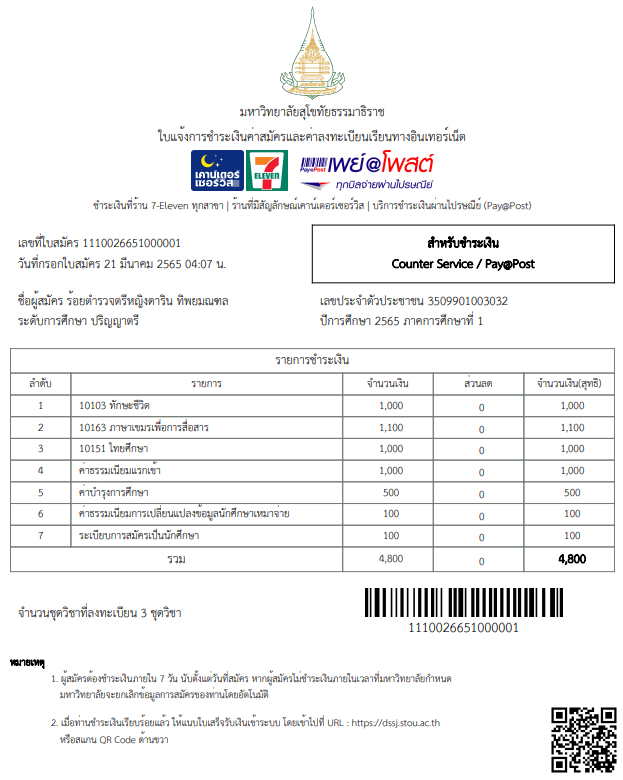 มหาวิทยาลัยสุโขทัยธรรมาธิราช
ใบแจ้งการชำระเงินค่าสมัครและค่าลงทะเบียนเรียนทางอินเทอร์เน็ต
เคาน์เตอร์
เซอร์วิส
7
ELEVEN
Pay@Post
เพย์@โพสต์
ทุกบิลจ่ายผ่านไปรษณีย์
ชำระเงินที่ร้าน 7-Eleven ทุกสาขา | ร้านที่มีสัญลักษณ์เคาน์เตอร์เซอร์วิส | บริการชำระเงินผ่านไปรษณีย์ (Pay@Post)
เลขที่ใบสมัคร 1110026651000001
วันที่กรอกใบสมัคร 21 มีนาคม 2565 04:07 น.
สำหรับชำระเงิน
Counter Service / Pay@Post
ชื่อผู้สมัคร ร้อยตำรวจตรีหญิงดาริน ทิพยมณฑล
เลขประจำตัวประชาชน 3509901003032
ระดับการศึกษา ปริญญาตรี
ปีการศึกษา 2565 ภาคการศึกษาที่ 1
รายการชำระเงิน
ลำดับ รายการ จำนวนเงิน ส่วนลด จำนวนเงิน(สุทธิ)
1 10103 ทักษะชีวิต 1,000 0 1,000
2 10163 ภาษาเขมรเพื่อการสื่อสาร 1,100 0 1,100
3 10151 ไทยศึกษา 1,000 0 1,000
4 ค่าธรรมเนียมแรกเข้า 1,000 0 1,000
5 ค่าบำรุงการศึกษา 500 0 500
6 ค่าธรรมเนียมการเปลี่ยนแปลงข้อมูลนักศึกษาเหมาจ่าย 100 0 100
7 ระเบียบการสมัครเป็นนักศึกษา 100 0 100
รวม 4,800 0 4,800
จำนวนชุดวิชาที่ลงทะเบียน 3 ชุดวิชา
1110026651000001
หมายเหตุ
1. ผู้สมัครต้องชำระเงินภายใน 7 วัน นับตั้งแต่วันที่สมัคร หากผู้สมัครไม่ชำระเงินภายในเวลาที่มหาวิทยาลัยกำหนด
มหาวิทยาลัยจะยกเลิกข้อมูลการสมัครของท่านโดยอัตโนมัติ
2. เมื่อท่านชำระเงินเรียบร้อยแล้ว ให้แนบใบเสร็จรับเงินเข้าระบบ โดยเข้าไปที่ URL : https://dssj.stou.ac.th
หรือสแกน QR Code ด้านขวา